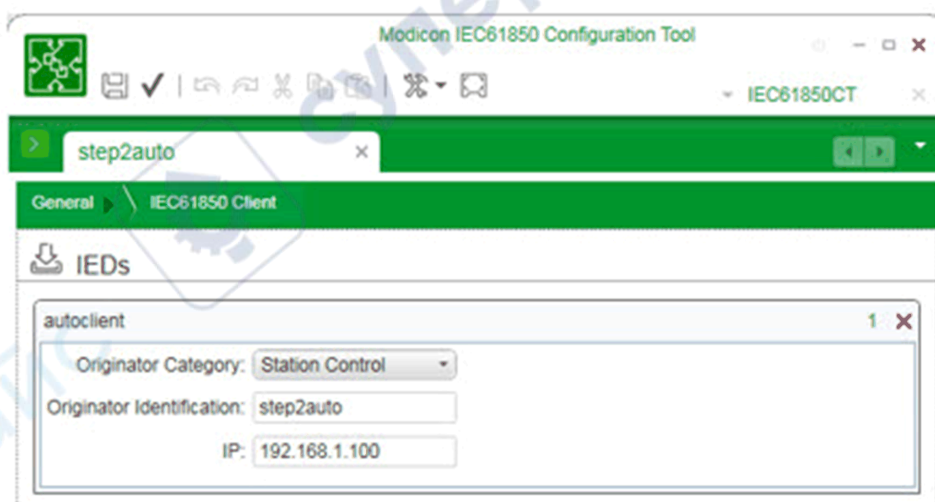 Modicon IEC61850 Configuration Tool
IEC61850CT
step2auto
General IEC61850 Client
IEDs
autoclient 1
Originator Category: Station Control
Originator Identification: step2auto
IP: 192.168.1.100